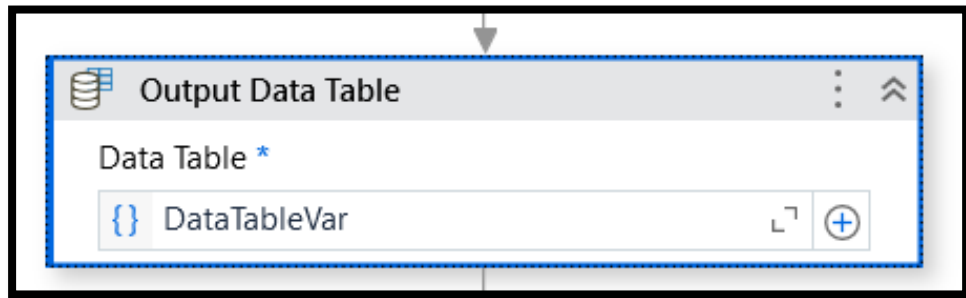 Output Data Table
Data Table *
{} DataTableVar